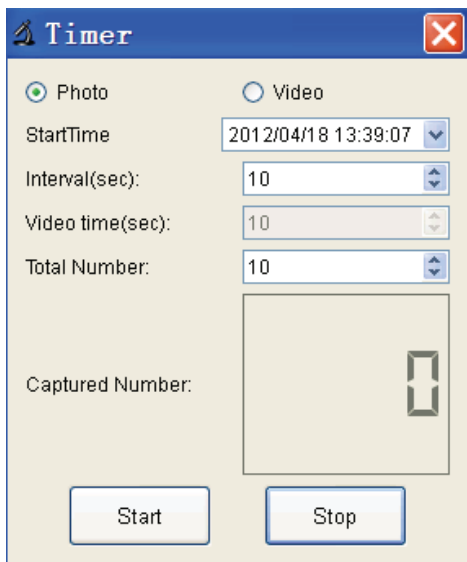 Timer
Photo Video
StartTime 2012/04/18 13:39:07
Interval(sec): 10
Video time(sec): 10
Total Number: 10
Captured Number: 0
Start Stop